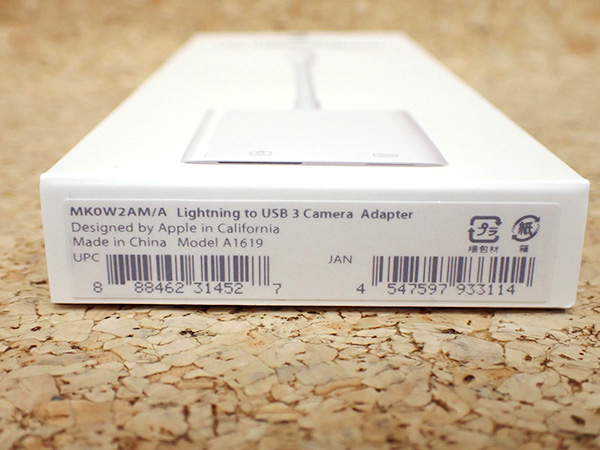 MK0W2AM/A Lightning to USB 3 Camera Adapter
Designed by Apple in California
Made in China Model A1619
UPC
8 88462 31452 7
JAN
4 547597 933114
プラ
梱包材
紙
箱